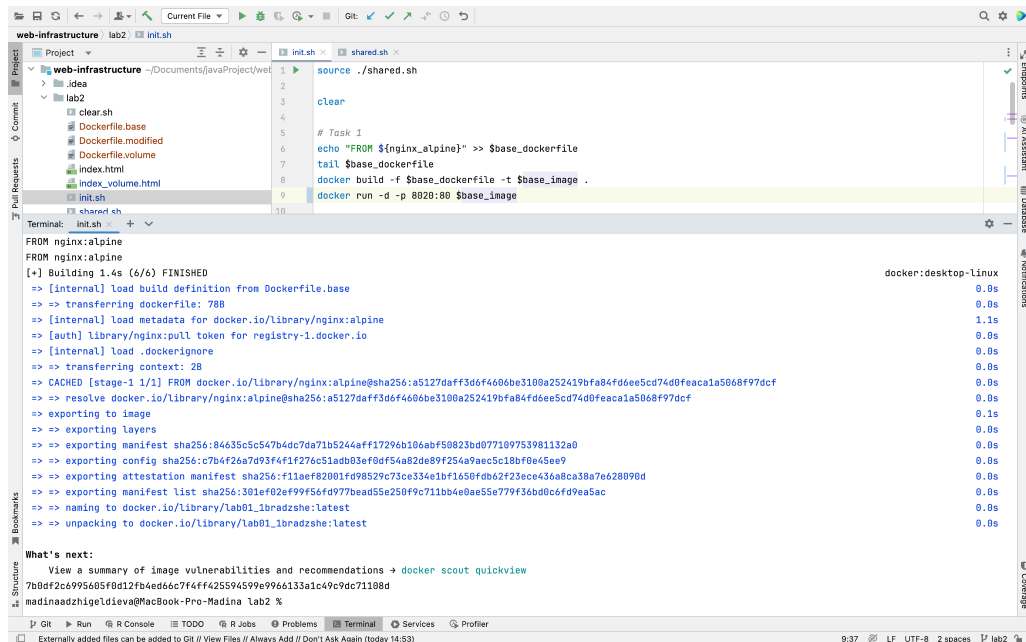 Current File
Git:
web-infrastructure › lab2 › init.sh
Project
init.sh
shared.sh
web-infrastructure ~/Documents/javaProject/web
.idea
lab2
clear.sh
Dockerfile.base
Dockerfile.modified
Dockerfile.volume
index.html
index_volume.html
init.sh
shared.sh
1 source ./shared.sh
2
3 clear
4
5 # Task 1
6 echo "FROM ${nginx_alpine}" >> $base_dockerfile
7 tail $base_dockerfile
8 docker build -f $base_dockerfile -t $base_image .
9 docker run -d -p 8020:80 $base_image
10
Project
Commit
Pull Requests
Bookmarks
Structure
Endpoints
AI Assistant
Database
Notifications
Coverage
Terminal: init.sh
FROM nginx:alpine
FROM nginx:alpine
[+] Building 1.4s (6/6) FINISHED docker:desktop-linux
=> [internal] load build definition from Dockerfile.base 0.0s
=> => transferring dockerfile: 78B 0.0s
=> [internal] load metadata for docker.io/library/nginx:alpine 1.1s
=> [auth] library/nginx:pull token for registry-1.docker.io 0.0s
=> [internal] load .dockerignore 0.0s
=> => transferring context: 2B 0.0s
=> CACHED [stage-1 1/1] FROM docker.io/library/nginx:alpine@sha256:a5127daff3d6f4606be3100a252419bfa84fd6ee5cd74d0feaca1a5068f97dcf 0.0s
=> => resolve docker.io/library/nginx:alpine@sha256:a5127daff3d6f4606be3100a252419bfa84fd6ee5cd74d0feaca1a5068f97dcf 0.0s
=> exporting to image 0.1s
=> => exporting layers 0.0s
=> => exporting manifest sha256:84635c5c547b4dc7da71b5244aff17296b106abf50823bd077109753981132a0 0.0s
=> => exporting config sha256:c7b4f26a7d93f4f1f276c51adb03ef0df54a82de89f254a9aec5c18bf0e45ee9 0.0s
=> => exporting attestation manifest sha256:f11aef82001fd98529c73ce334e1bf1650fdb62f23ece436a8ca38a7e628090d 0.0s
=> => exporting manifest list sha256:301ef02ef99f56fd977bead55e250f9c711bb4e0ae55e779f36bd0c6fd9ea5ac 0.0s
=> => naming to docker.io/library/lab01_1bradzshe:latest 0.0s
=> => unpacking to docker.io/library/lab01_1bradzshe:latest 0.0s
What's next:
View a summary of image vulnerabilities and recommendations → docker scout quickview
7b0df2c6995605f0d12fb4ed66c7f4ff425594599e9966133a1c49c9dc71108d
madinaadzhigeldieva@MacBook-Pro-Madina lab2 %
Git Run R Console TODO R Jobs Problems Terminal Services Profiler
Externally added files can be added to Git // View Files // Always Add // Don't Ask Again (today 14:53) 9:37 LF UTF-8 2 spaces lab2